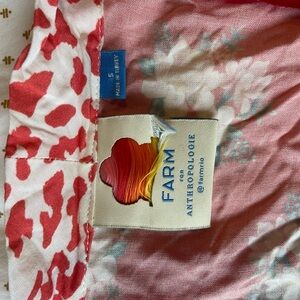 S
MADE IN TURKEY
FARM
FOR
ANTHROPOLOGIE
@farmrio